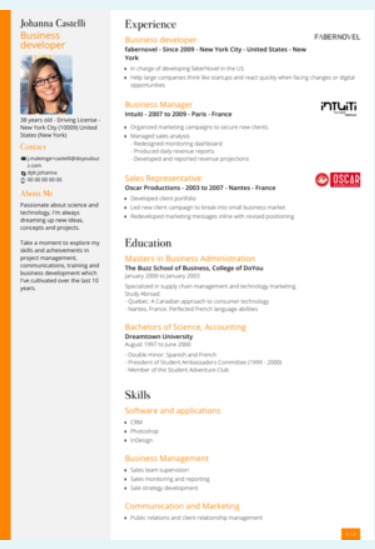 Johanna Castelli
Business
developer
38 years old - Driving License -
New York City (10009) United
States (New York)
Contact
dyb.johanna
00 00 00 00 00
About Me
Passionate about science and
technology, I'm always
dreaming up new ideas,
concepts and projects.
Take a moment to explore my
skills and acheivements in
project management,
communications, training and
business development which
I've cultivated over the last 10
years.
Experience
Business developer
fabernovel - Since 2009 - New York City - United States - New
York
In charge of developing faberNovel in the US
Help large companies think like startups and react quickly when facing changes or digital
opportunities
FABERNOVEL
Business Manager
Intuiti - 2007 to 2009 - Paris - France
Organized marketing campaigns to secure new clients.
Managed sales analysis
- Redesigned monitoring dashboard
- Produced daily revenue reports
- Developed and reported revenue projections
intuiti
Sales Representative
Oscar Productions - 2003 to 2007 - Nantes - France
Developed client portfolio
Led new client campaign to break into small business market
Redeveloped marketing messages inline with revised positioning
OSCAR
Education
Masters in Business Administration
The Buzz School of Business, College of DoYou
January 2000 to January 2003
Specialized in supply chain management and technology marketing.
Study Abroad:
- Quebec: A Canadian approach to consumer technology
- Nantes, France: Perfected French language abilities
Bachelors of Science, Accounting
Dreamtown University
August 1997 to June 2000
- Double minor: Spanish and French
- President of Student Ambassadors Committee (1999 - 2000)
- Member of the Student Adventure Club
Skills
Software and applications
CRM
Photoshop
InDesign
Business Management
Sales team supervision
Sales monitoring and reporting
Sale strategy development
Communication and Marketing
Public relations and client relationship management
1 / 2